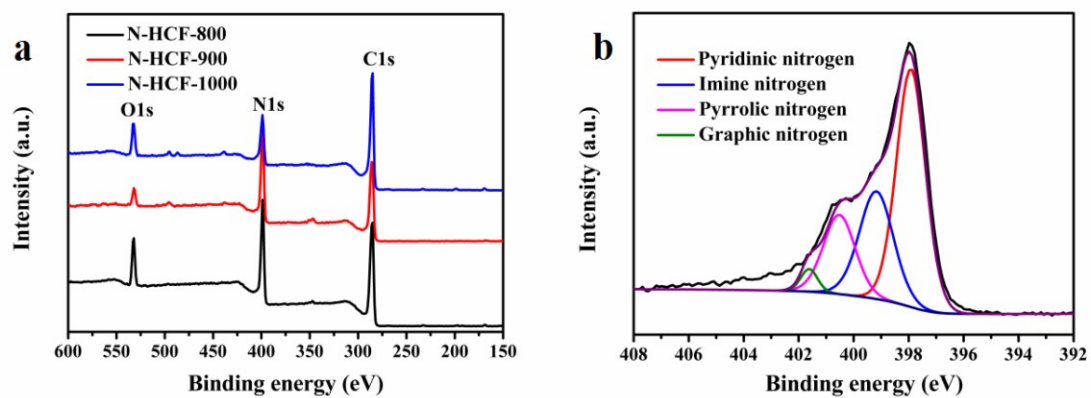 a
N-HCF-800
N-HCF-900
N-HCF-1000
O1s
N1s
C1s
Intensity (a.u.)
600 550 500 450 400 350 300 250 200 150
Binding energy (eV)
b
Pyridinic nitrogen
Imine nitrogen
Pyrrolic nitrogen
Graphic nitrogen
Intensity (a.u.)
408 406 404 402 400 398 396 394 392
Binding energy (eV)